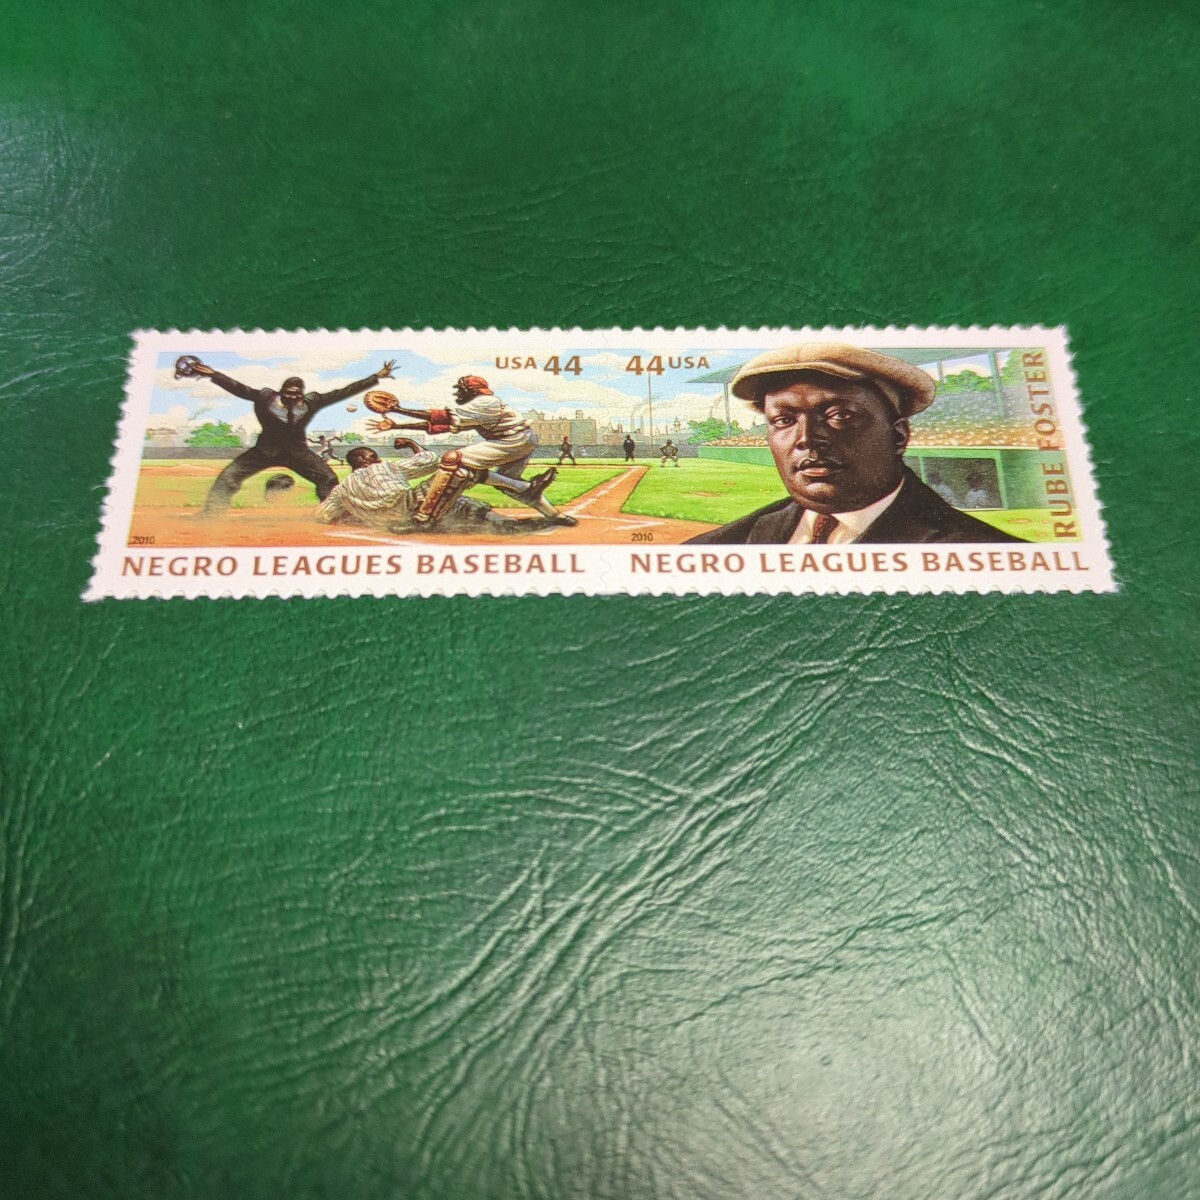 USA 44
2010
NEGRO LEAGUES BASEBALL
44 USA
RUBE FOSTER
2010
NEGRO LEAGUES BASEBALL